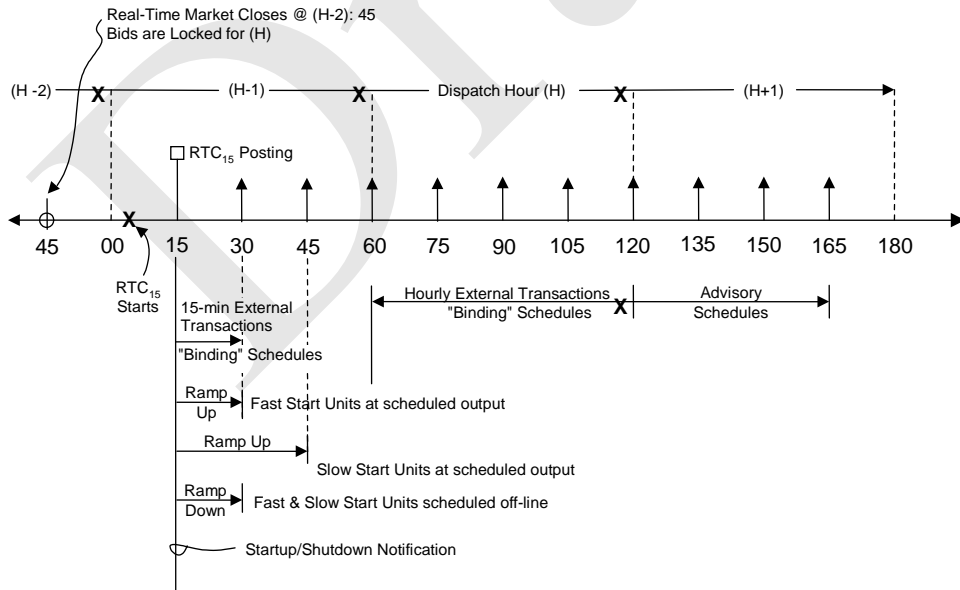 Real-Time Market Closes @ (H-2): 45
Bids are Locked for (H)
(H -2) X (H-1) X Dispatch Hour (H) X (H+1)
RTC15 Posting
X
45 00 15 30 45 60 75 90 105 120 135 150 165 180
RTC15
Starts
15-min External
Transactions
"Binding" Schedules
Hourly External Transactions
"Binding" Schedules X
Advisory
Schedules
Ramp
Up
Fast Start Units at scheduled output
Ramp Up
Slow Start Units at scheduled output
Ramp
Down
Fast & Slow Start Units scheduled off-line
Startup/Shutdown Notification